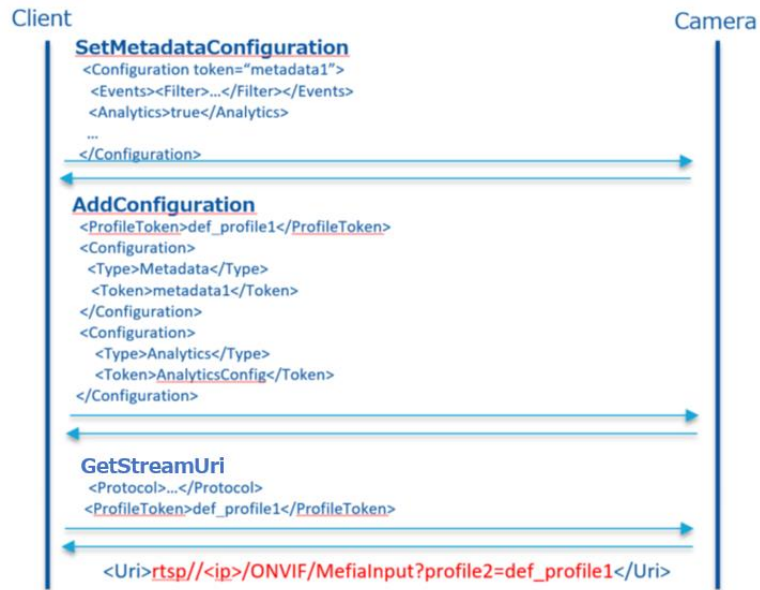 Client
Camera
SetMetadataConfiguration
<Configuration token=“metadata1”>
<Events><Filter>...</Filter></Events>
<Analytics>true</Analytics>
...
</Configuration>
AddConfiguration
<ProfileToken>def_profile1</ProfileToken>
<Configuration>
<Type>Metadata</Type>
<Token>metadata1</Token>
</Configuration>
<Configuration>
<Type>Analytics</Type>
<Token>AnalyticsConfig</Token>
</Configuration>
GetStreamUri
<Protocol>...</Protocol>
<ProfileToken>def_profile1</ProfileToken>
<Uri>rtsp//<ip>/ONVIF/MefiaInput?profile2=def_profile1</Uri>